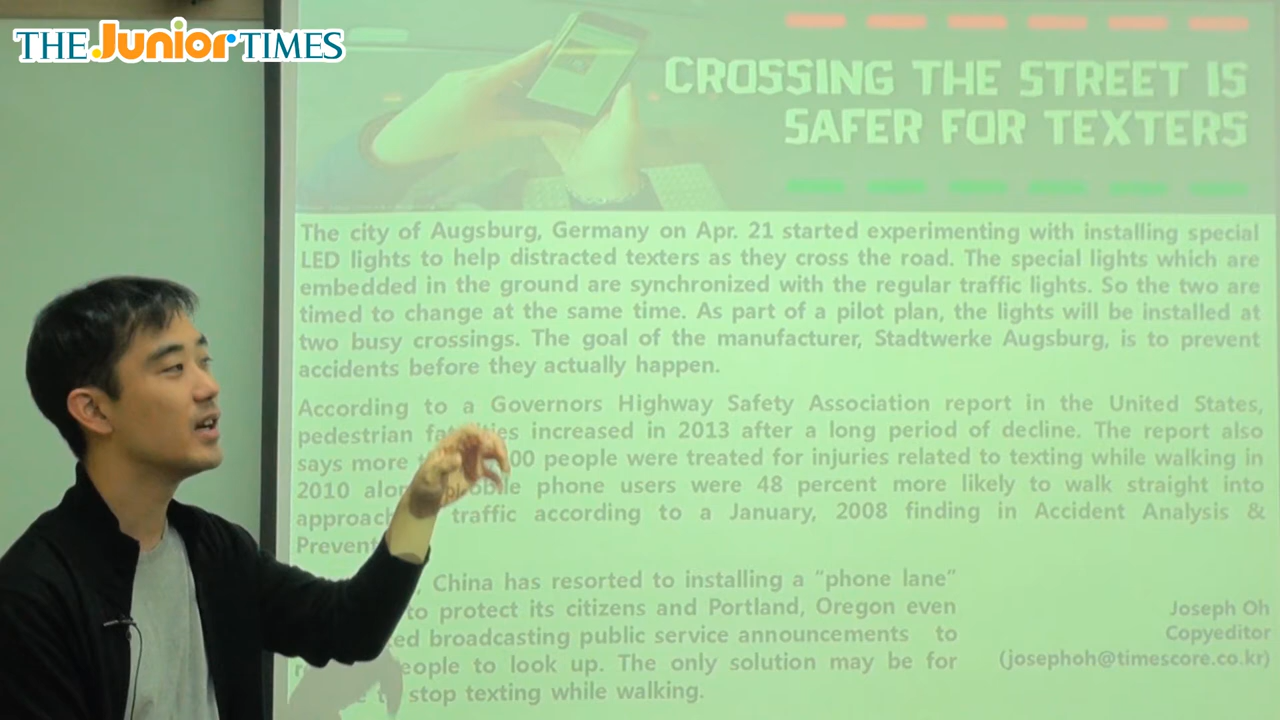 THE Junior TIMES
CROSSING THE STREET IS
SAFER FOR TEXTERS
The city of Augsburg, Germany on Apr. 21 started experimenting with installing special
LED lights to help distracted texters as they cross the road. The special lights which are
embedded in the ground are synchronized with the regular traffic lights. So the two are
timed to change at the same time. As part of a pilot plan, the lights will be installed at
two busy crossings. The goal of the manufacturer, Stadtwerke Augsburg, is to prevent
accidents before they actually happen.
According to a Governors Highway Safety Association report in the United States,
pedestrian increased in 2013 after a long period of decline. The report also
says more people were treated for injuries related to texting while walking in
2010 phone users were 48 percent more likely to walk straight into
traffic according to a January, 2008 finding in Accident Analysis &
China has resorted to installing a "phone lane"
to protect its citizens and Portland, Oregon even
broadcasting public service announcements to
to look up. The only solution may be for
stop texting while walking.
Joseph Oh
Copyeditor
(josephoh@timescore.co.kr)